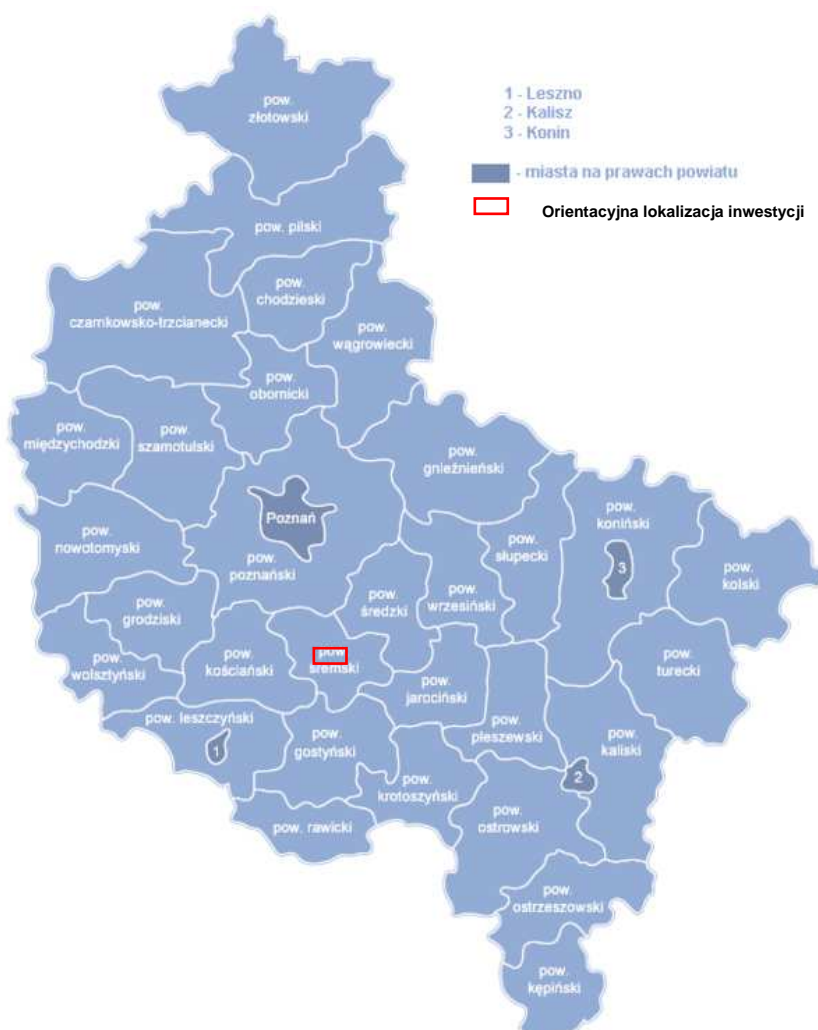 pow.
złotowski
1 - Leszno
2 - Kalisz
3 - Konin
- miasta na prawach powiatu
Orientacyjna lokalizacja inwestycji
pow. pilski
pow.
chodzieski
pow.
czarnkowsko-trzcianecki
pow.
wągrowiecki
pow.
obornicki
pow.
międzychodzki
pow.
szamotulski
pow.
gnieźnieński
pow.
koniński
Poznań
pow.
nowotomyski
pow.
słupecki
3
pow.
kolski
pow.
poznański
pow.
średzki
pow.
wrzesiński
pow.
grodziski
pow.
wolsztyński
pow.
kościański
pow.
śremski
pow.
turecki
pow.
jarociński
pow. leszczyński
1
pow.
gostyński
pow.
pleszewski
pow.
kaliski
2
pow.
krotoszyński
pow. rawicki
pow.
ostrowski
pow.
ostrzeszowski
pow.
kępiński